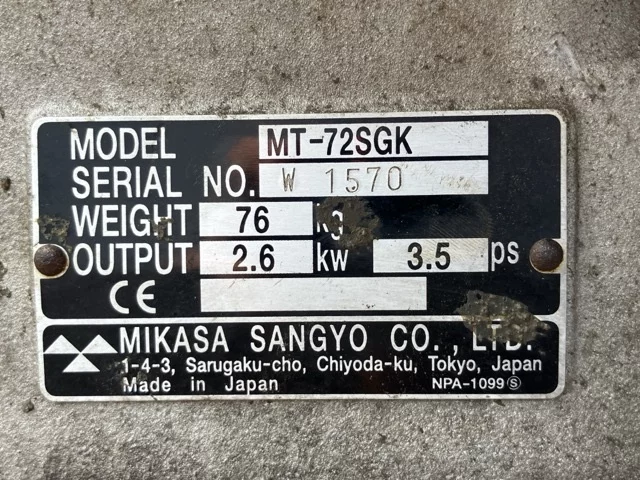 MODEL MT-72SGK
SERIAL NO. W 1570
WEIGHT 76 kg
OUTPUT 2.6 kw 3.5 ps
CE
MIKASA SANGYO CO., LTD.
1-4-3, Sarugaku-cho, Chiyoda-ku, Tokyo, Japan
Made in Japan NPA-1099 Ⓢ